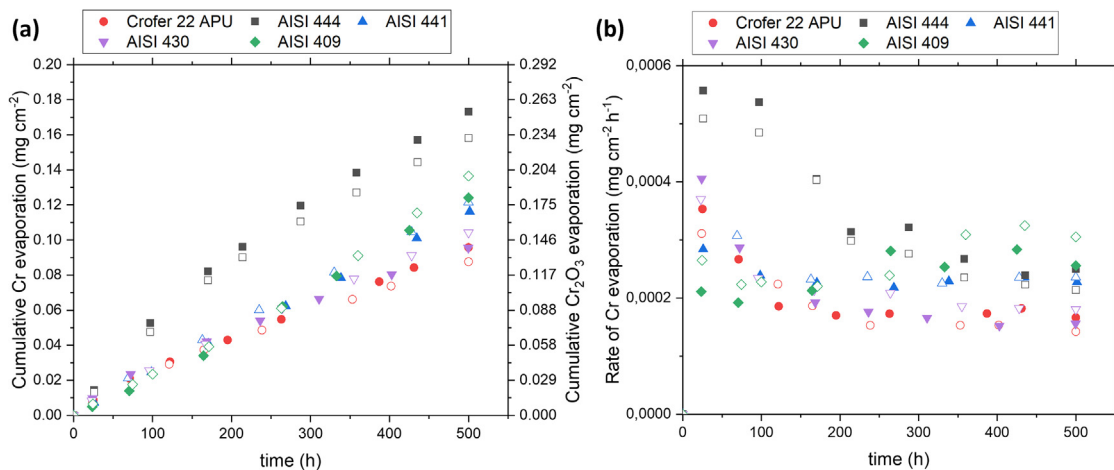 (a)
Crofer 22 APU AISI 444 AISI 441
AISI 430 AISI 409
0.20
0.18
0.16
0.14
0.12
0.10
0.08
0.06
0.04
0.02
0.00
Cumulative Cr evaporation (mg cm⁻²)
0.292
0.263
0.234
0.204
0.175
0.146
0.117
0.088
0.058
0.029
0.000
Cumulative Cr₂O₃ evaporation (mg cm⁻²)
0 100 200 300 400 500
time (h)
(b)
Crofer 22 APU AISI 444 AISI 441
AISI 430 AISI 409
0,0006
0,0004
0,0002
0,0000
Rate of Cr evaporation (mg cm⁻² h⁻¹)
0 100 200 300 400 500
time (h)